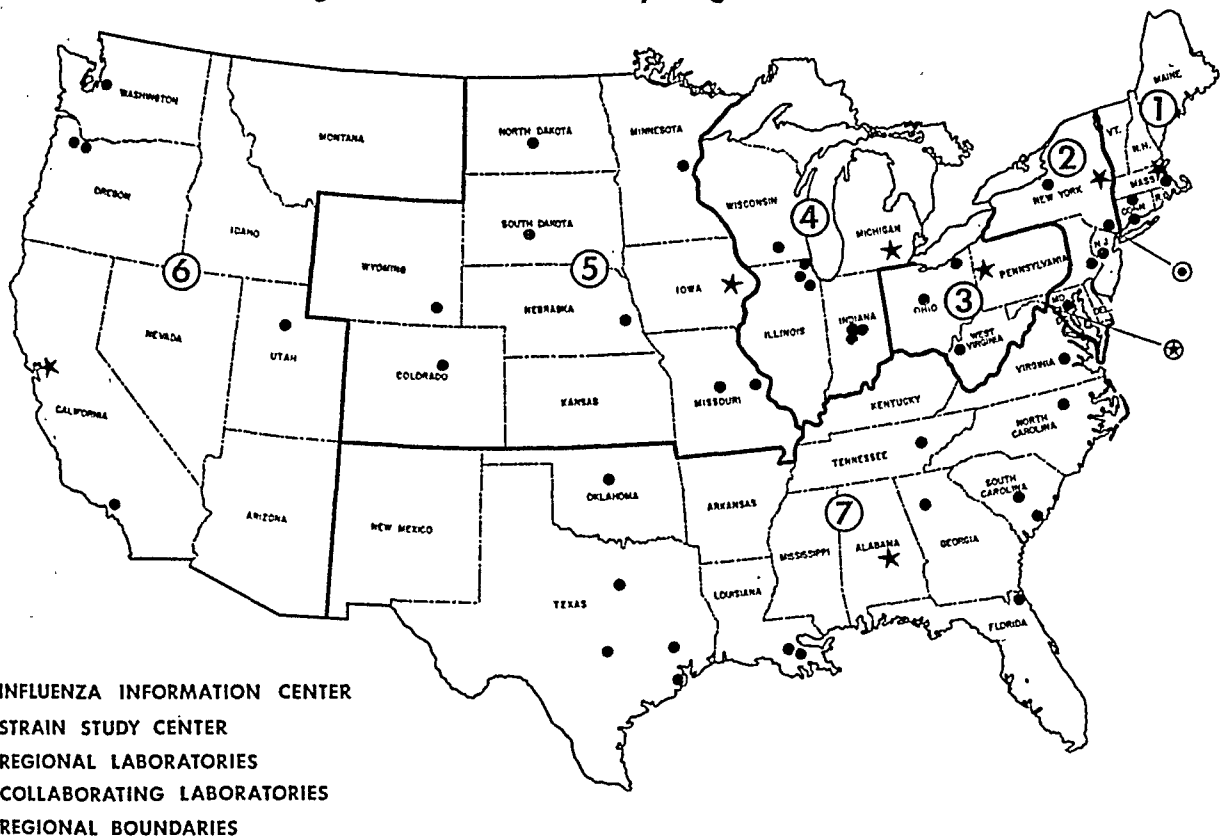 WASHINGTON
MONTANA
NORTH DAKOTA
MINNESOTA
MAINE
1
VT.
N.H.
2
OREGON
IDAHO
SOUTH DAKOTA
WISCONSIN
4
MICHIGAN
NEW YORK
MASS.
CONN.
R.I.
6
WYOMING
5
IOWA
NEBRASKA
PENNSYLVANIA
N.J.
3
OHIO
MD.
DEL.
NEVADA
UTAH
COLORADO
ILLINOIS
INDIANA
WEST
VIRGINIA
VIRGINIA
CALIFORNIA
KANSAS
MISSOURI
KENTUCKY
NORTH
CAROLINA
TENNESSEE
ARIZONA
NEW MEXICO
OKLAHOMA
ARKANSAS
SOUTH
CAROLINA
7
MISSISSIPPI
ALABAMA
GEORGIA
TEXAS
LOUISIANA
FLORIDA
INFLUENZA INFORMATION CENTER
STRAIN STUDY CENTER
REGIONAL LABORATORIES
COLLABORATING LABORATORIES
REGIONAL BOUNDARIES